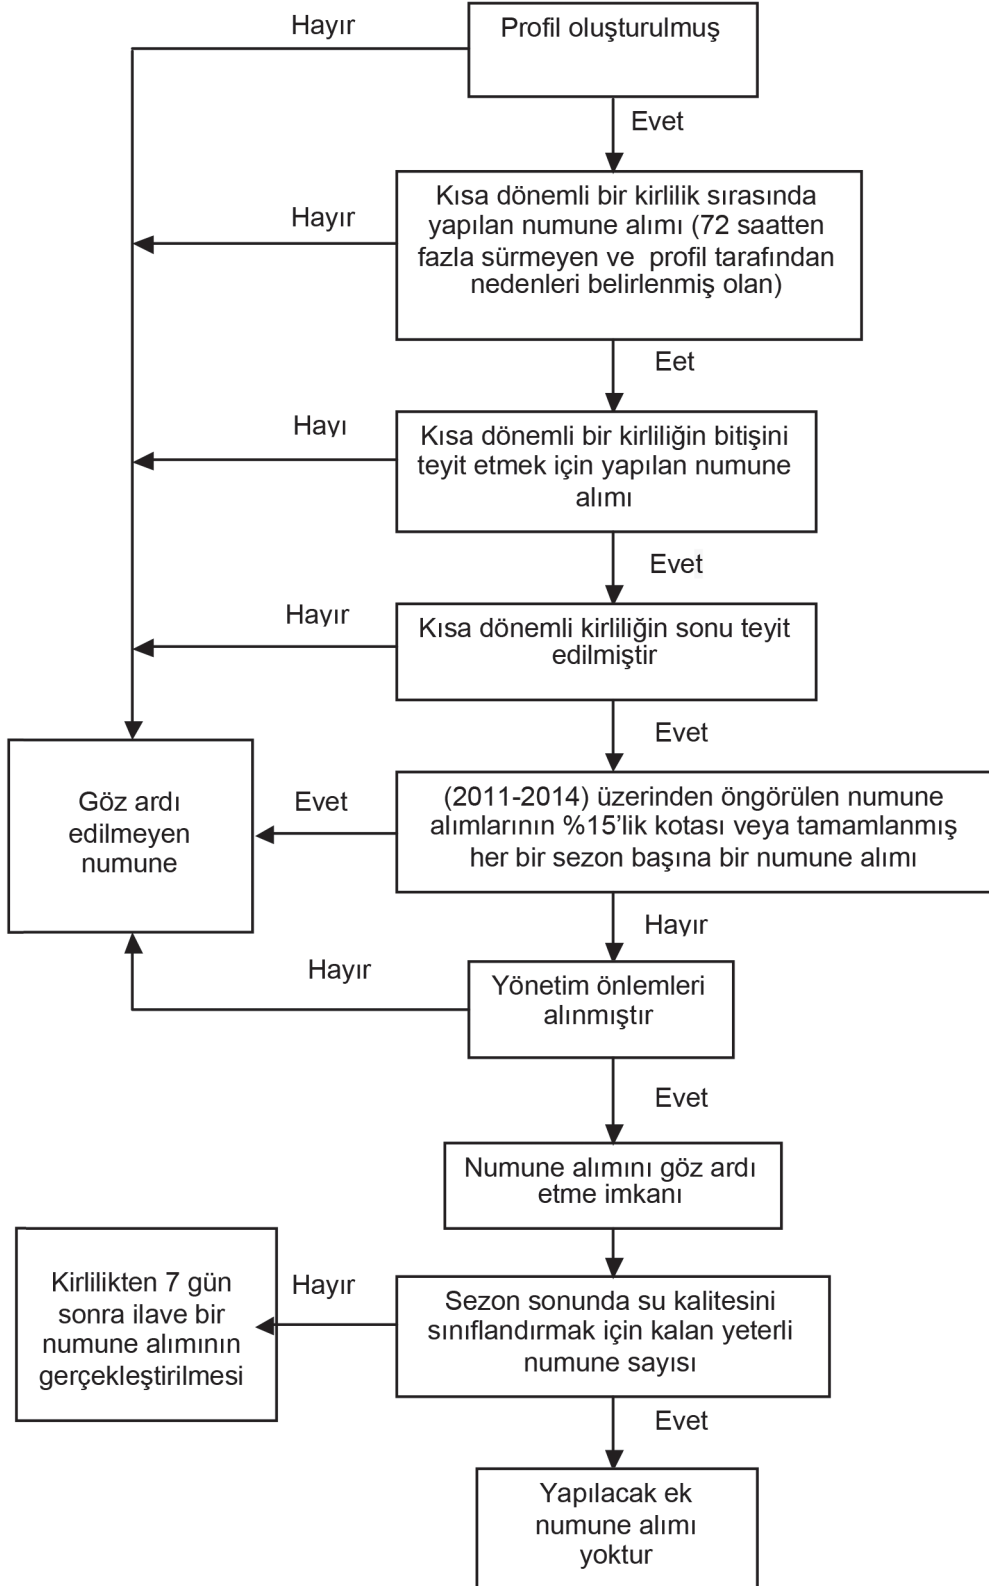 Hayır
Profil oluşturulmuş
Evet
Kısa dönemli bir kirlilik sırasında
yapılan numune alımı (72 saatten
fazla sürmeyen ve profil tarafından
nedenleri belirlenmiş olan)
Hayır
Eet
Hayı
Kısa dönemli bir kirliliğin bitişini
teyit etmek için yapılan numune
alımı
Evet
Hayır
Kısa dönemli kirliliğin sonu teyit
edilmiştir
Evet
Göz ardı
edilmeyen
numune
Evet
(2011-2014) üzerinden öngörülen numune
alımlarının %15'lik kotası veya tamamlanmış
her bir sezon başına bir numune alımı
Hayır
Hayır
Yönetim önlemleri
alınmıştır
Evet
Numune alımını göz ardı
etme imkanı
Kirlilikten 7 gün
sonra ilave bir
numune alımının
gerçekleştirilmesi
Hayır
Sezon sonunda su kalitesini
sınıflandırmak için kalan yeterli
numune sayısı
Evet
Yapılacak ek
numune alımı
yoktur